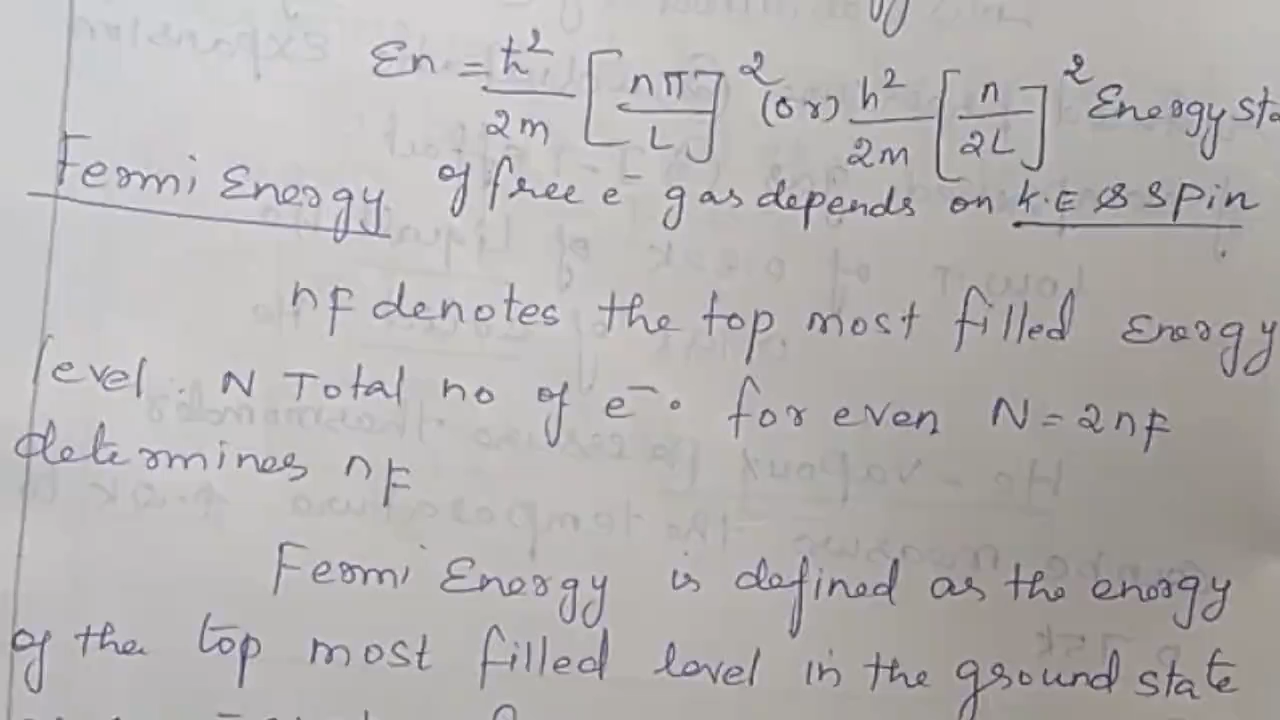 En = ħ²/2m [nπ/L]² (or) h²/2m [n/2L]² Energy sta
Fermi Energy of free e⁻ gas depends on K.E & spin
nF denotes the top most filled Energy
level. N Total no of e⁻. for even N = 2nF
determines nF
Fermi Energy is defined as the energy
of the top most filled level in the ground state